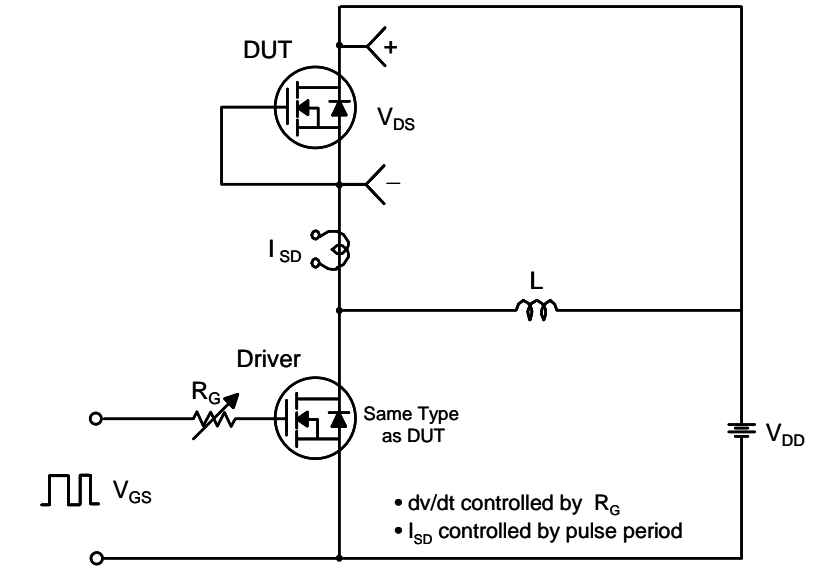 DUT
+
V_DS
−
I_SD
L
Driver
R_G
Same Type
as DUT
V_DD
V_GS
• dv/dt controlled by R_G
• I_SD controlled by pulse period